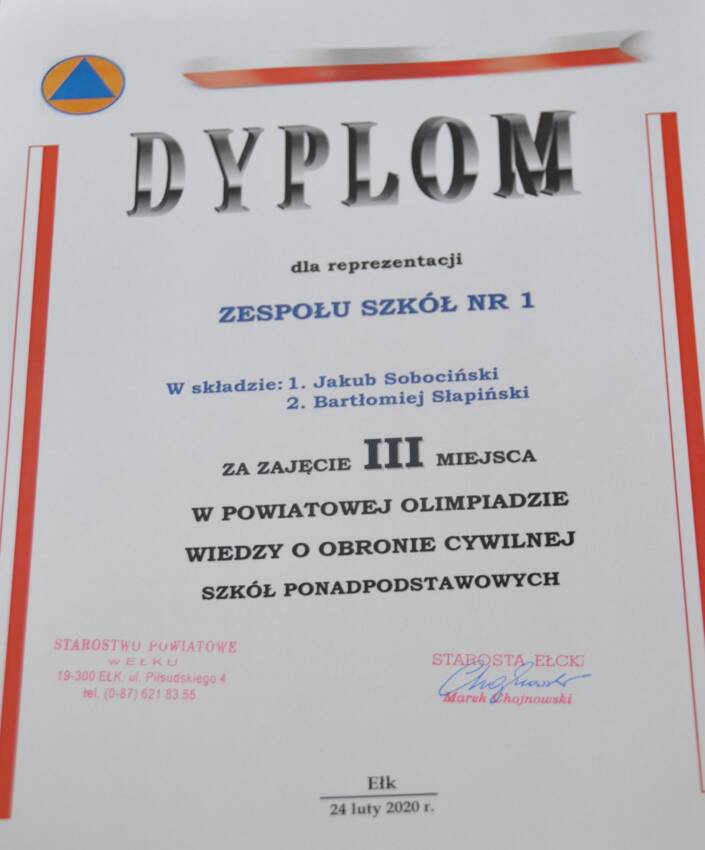 DYPLOM
dla reprezentacji
ZESPOŁU SZKÓŁ NR 1
W składzie: 1. Jakub Sobociński
2. Bartłomiej Słapiński
ZA ZAJĘCIE III MIEJSCA
W POWIATOWEJ OLIMPIADZIE
WIEDZY O OBRONIE CYWILNEJ
SZKÓŁ PONADPODSTAWOWYCH
STAROSTWO POWIATOWE
W EŁKU
19-300 EŁK, ul. Piłsudskiego 4
tel. (0-87) 621 83 55
STAROSTA EŁCKI
Marek Chojnowski
Ełk
24 luty 2020 r.